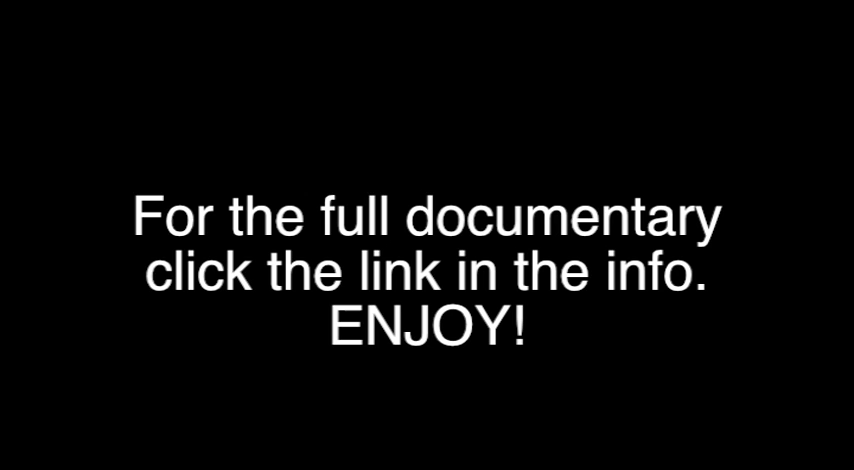 For the full documentary
click the link in the info.
ENJOY!